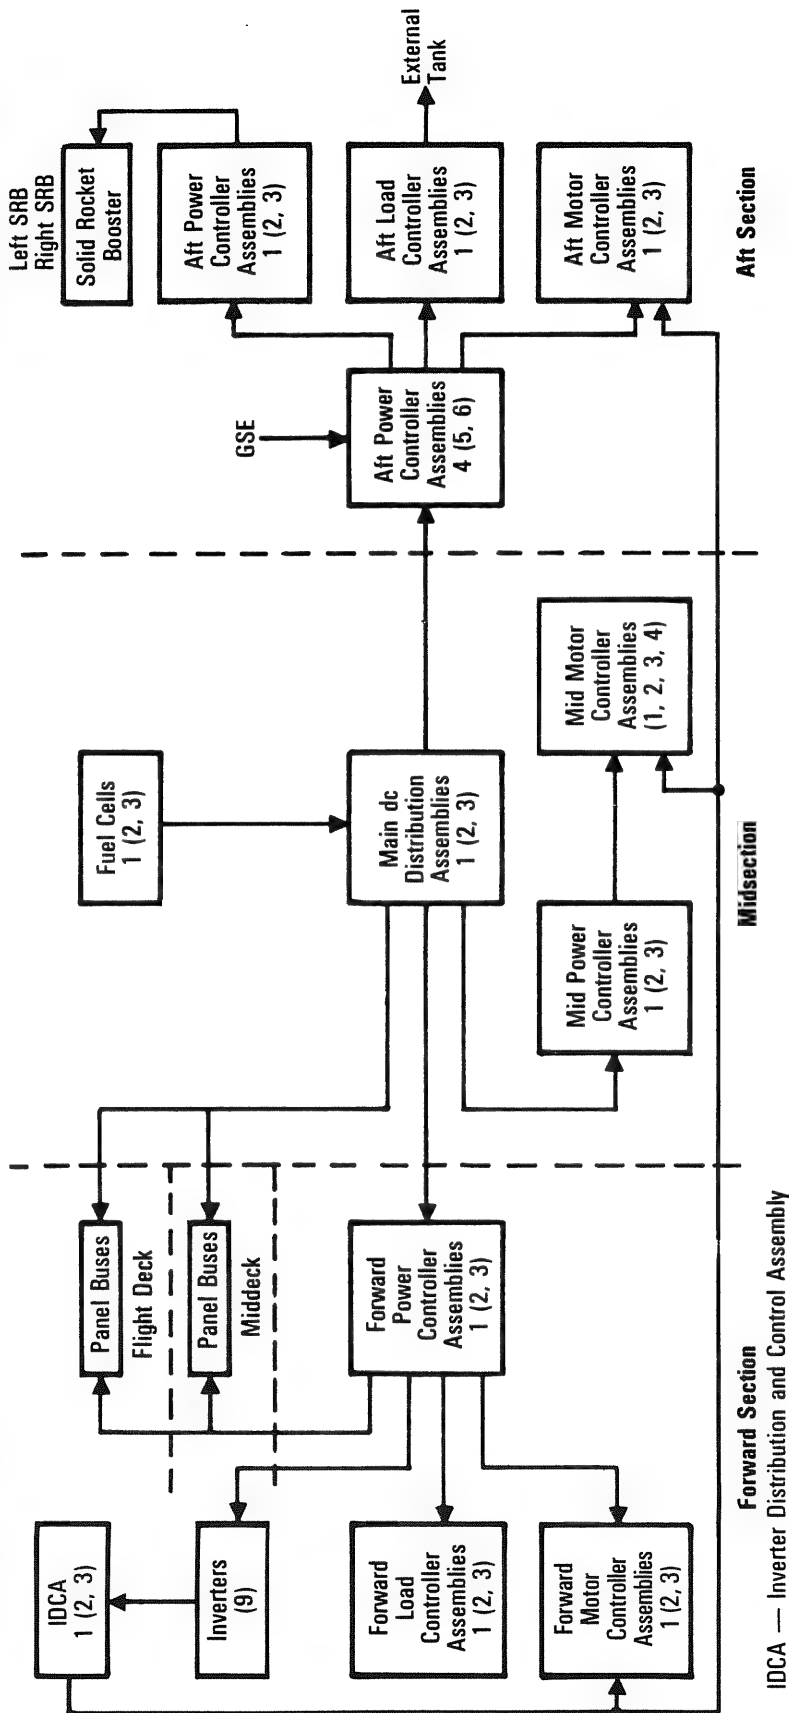 IDCA
1 (2, 3)
Inverters
(9)
Forward
Load
Controller
Assemblies
1 (2, 3)
Forward
Motor
Controller
Assemblies
1 (2, 3)
Panel Buses
Flight Deck
Panel Buses
Middeck
Forward
Power
Controller
Assemblies
1 (2, 3)
Forward Section
IDCA — Inverter Distribution and Control Assembly
Fuel Cells
1 (2, 3)
Main dc
Distribution
Assemblies
1 (2, 3)
Mid Power
Controller
Assemblies
1 (2, 3)
Mid Motor
Controller
Assemblies
(1, 2, 3, 4)
Midsection
GSE
Aft Power
Controller
Assemblies
4 (5, 6)
Left SRB
Right SRB
Solid Rocket
Booster
Aft Power
Controller
Assemblies
1 (2, 3)
Aft Load
Controller
Assemblies
1 (2, 3)
External
Tank
Aft Motor
Controller
Assemblies
1 (2, 3)
Aft Section